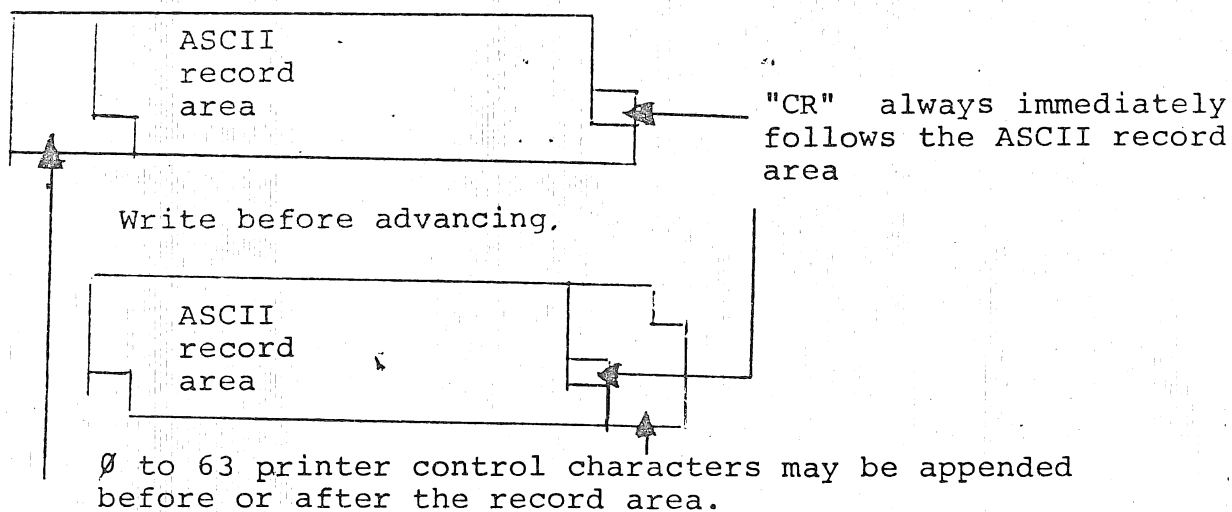 ASCII
record
area
"CR" always immediately
follows the ASCII record
area
Write before advancing.
ASCII
record
area
Ø to 63 printer control characters may be appended
before or after the record area.